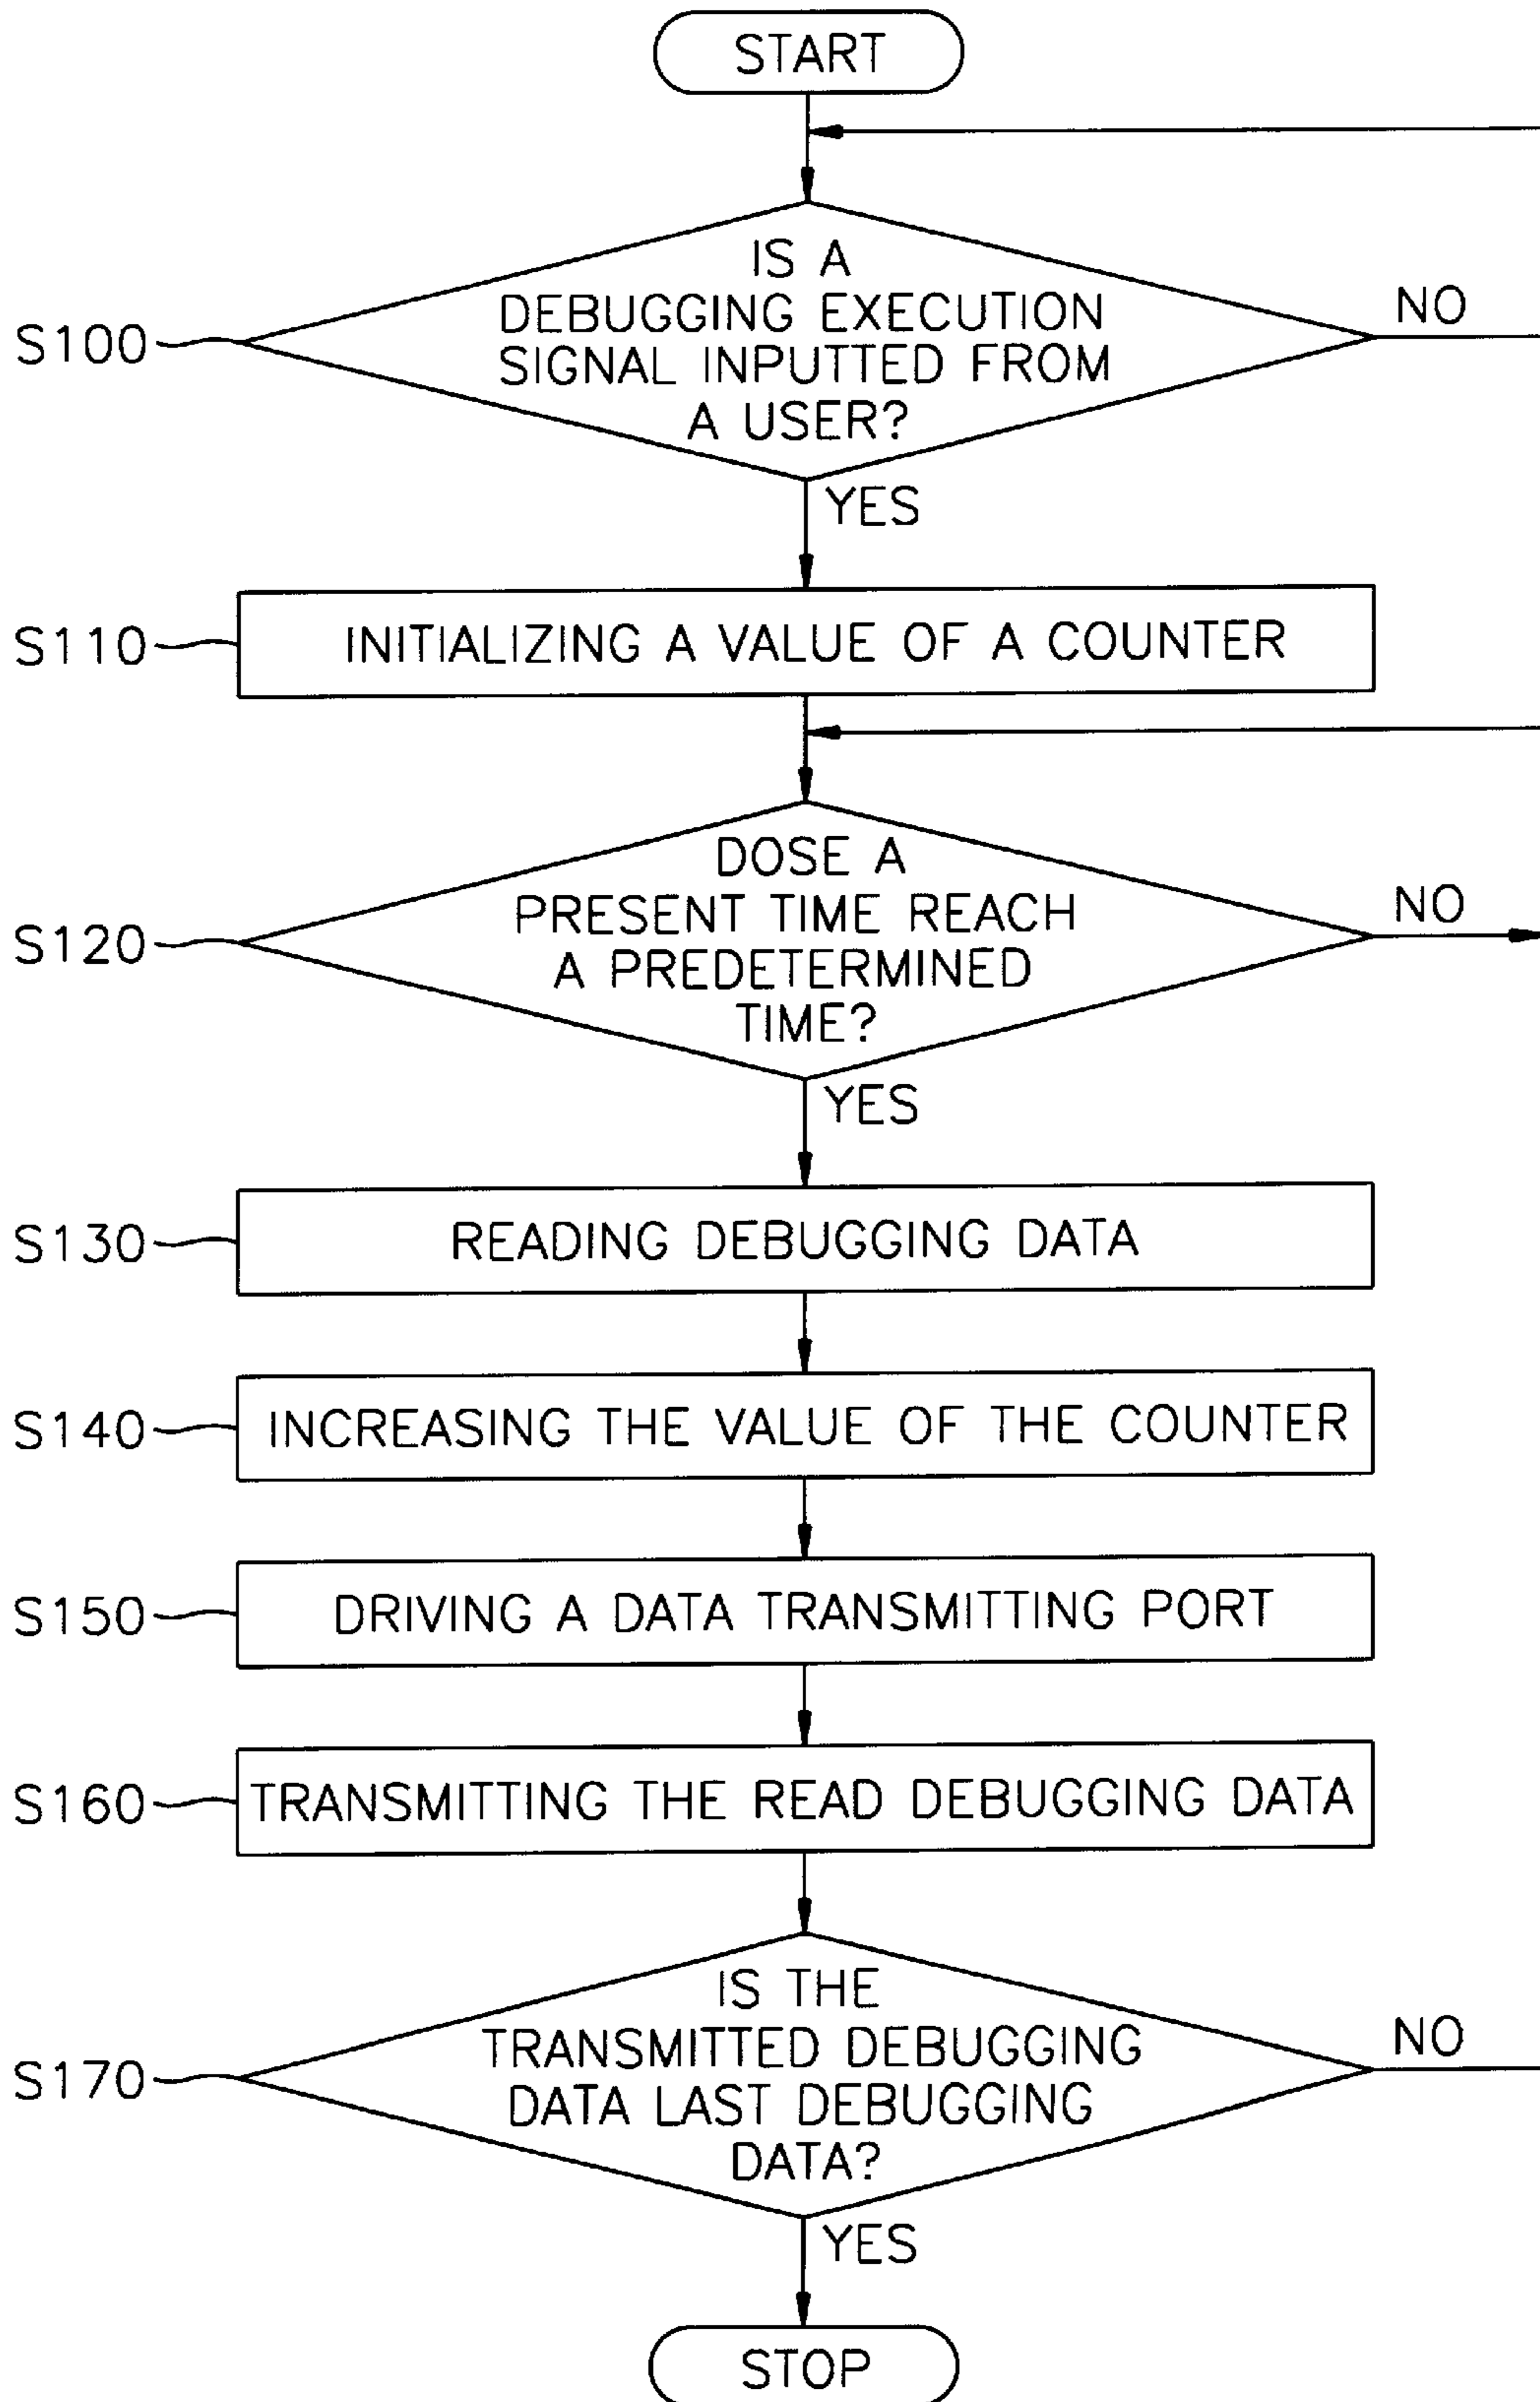 START
IS A
DEBUGGING EXECUTION
SIGNAL INPUTTED FROM
A USER?
S100
NO
YES
S110
INITIALIZING A VALUE OF A COUNTER
DOSE A
PRESENT TIME REACH
A PREDETERMINED
TIME?
S120
NO
YES
S130
READING DEBUGGING DATA
S140
INCREASING THE VALUE OF THE COUNTER
S150
DRIVING A DATA TRANSMITTING PORT
S160
TRANSMITTING THE READ DEBUGGING DATA
IS THE
TRANSMITTED DEBUGGING
DATA LAST DEBUGGING
DATA?
S170
NO
YES
STOP